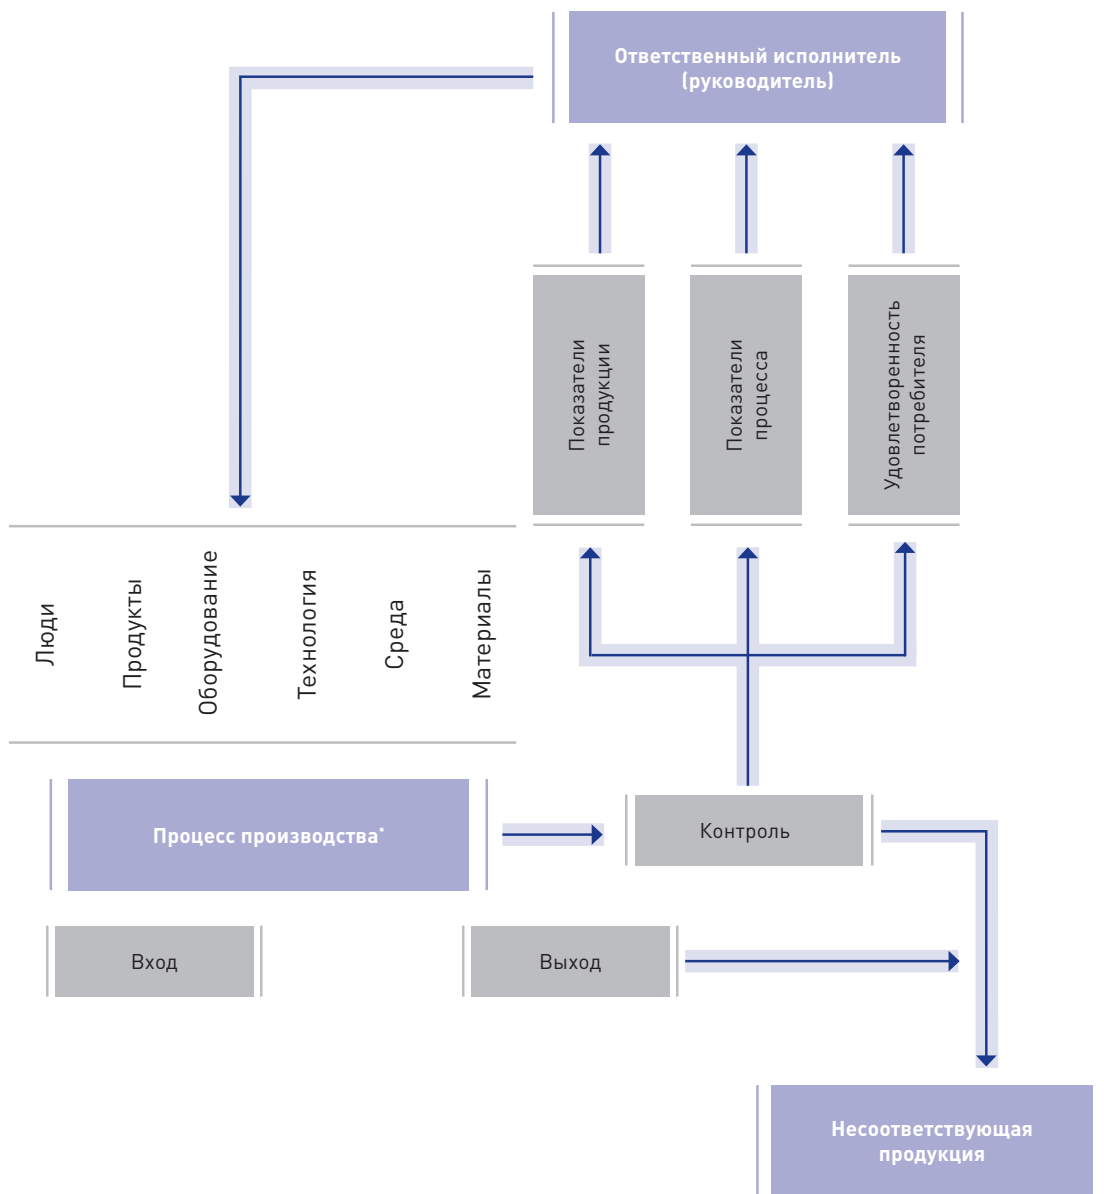 Ответственный исполнитель
(руководитель)
Показатели
продукции
Показатели
процесса
Удовлетворенность
потребителя
Люди
Продукты
Оборудование
Технология
Среда
Материалы
Процесс производства*
Контроль
Вход
Выход
Несоответствующая
продукция